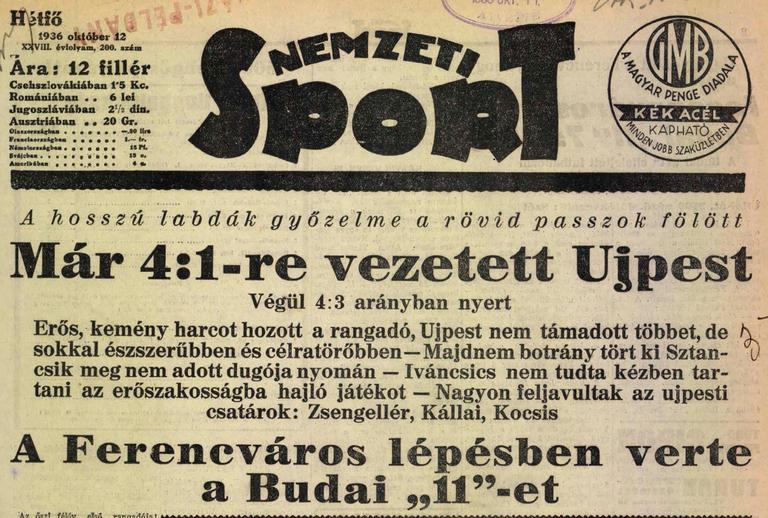 Hétfő
1936 október 12
XXVIII. évfolyam, 200. szám
Ára: 12 fillér
Csehszlovákiában 1'5 Kc.
Romániában .. 6 lei
Jugoszláviában 2½ din.
Ausztriában .. 20 Gr.
Olaszországban
Franciaországban
Németországban
Svájcban
Amerikában
NEMZETI
SPORT
GMB
A MAGYAR PENGE DIADALA
KÉK ACÉL
KAPHATÓ
MINDEN JOBB SZAKÜZLETBEN
A hosszú labdák győzelme a rövid passzok fölött
Már 4:1-re vezetett Ujpest
Végül 4:3 arányban nyert
Erős, kemény harcot hozott a rangadó, Ujpest nem támadott többet, de
sokkal észszerűbben és célratörőbben — Majdnem botrány tört ki Sztan-
csik meg nem adott dugója nyomán — Iváncsics nem tudta kézben tar-
tani az erőszakosságba hajló játékot — Nagyon feljavultak az ujpesti
csatárok: Zsengellér, Kállai, Kocsis
A Ferencváros lépésben verte
a Budai „11”-et